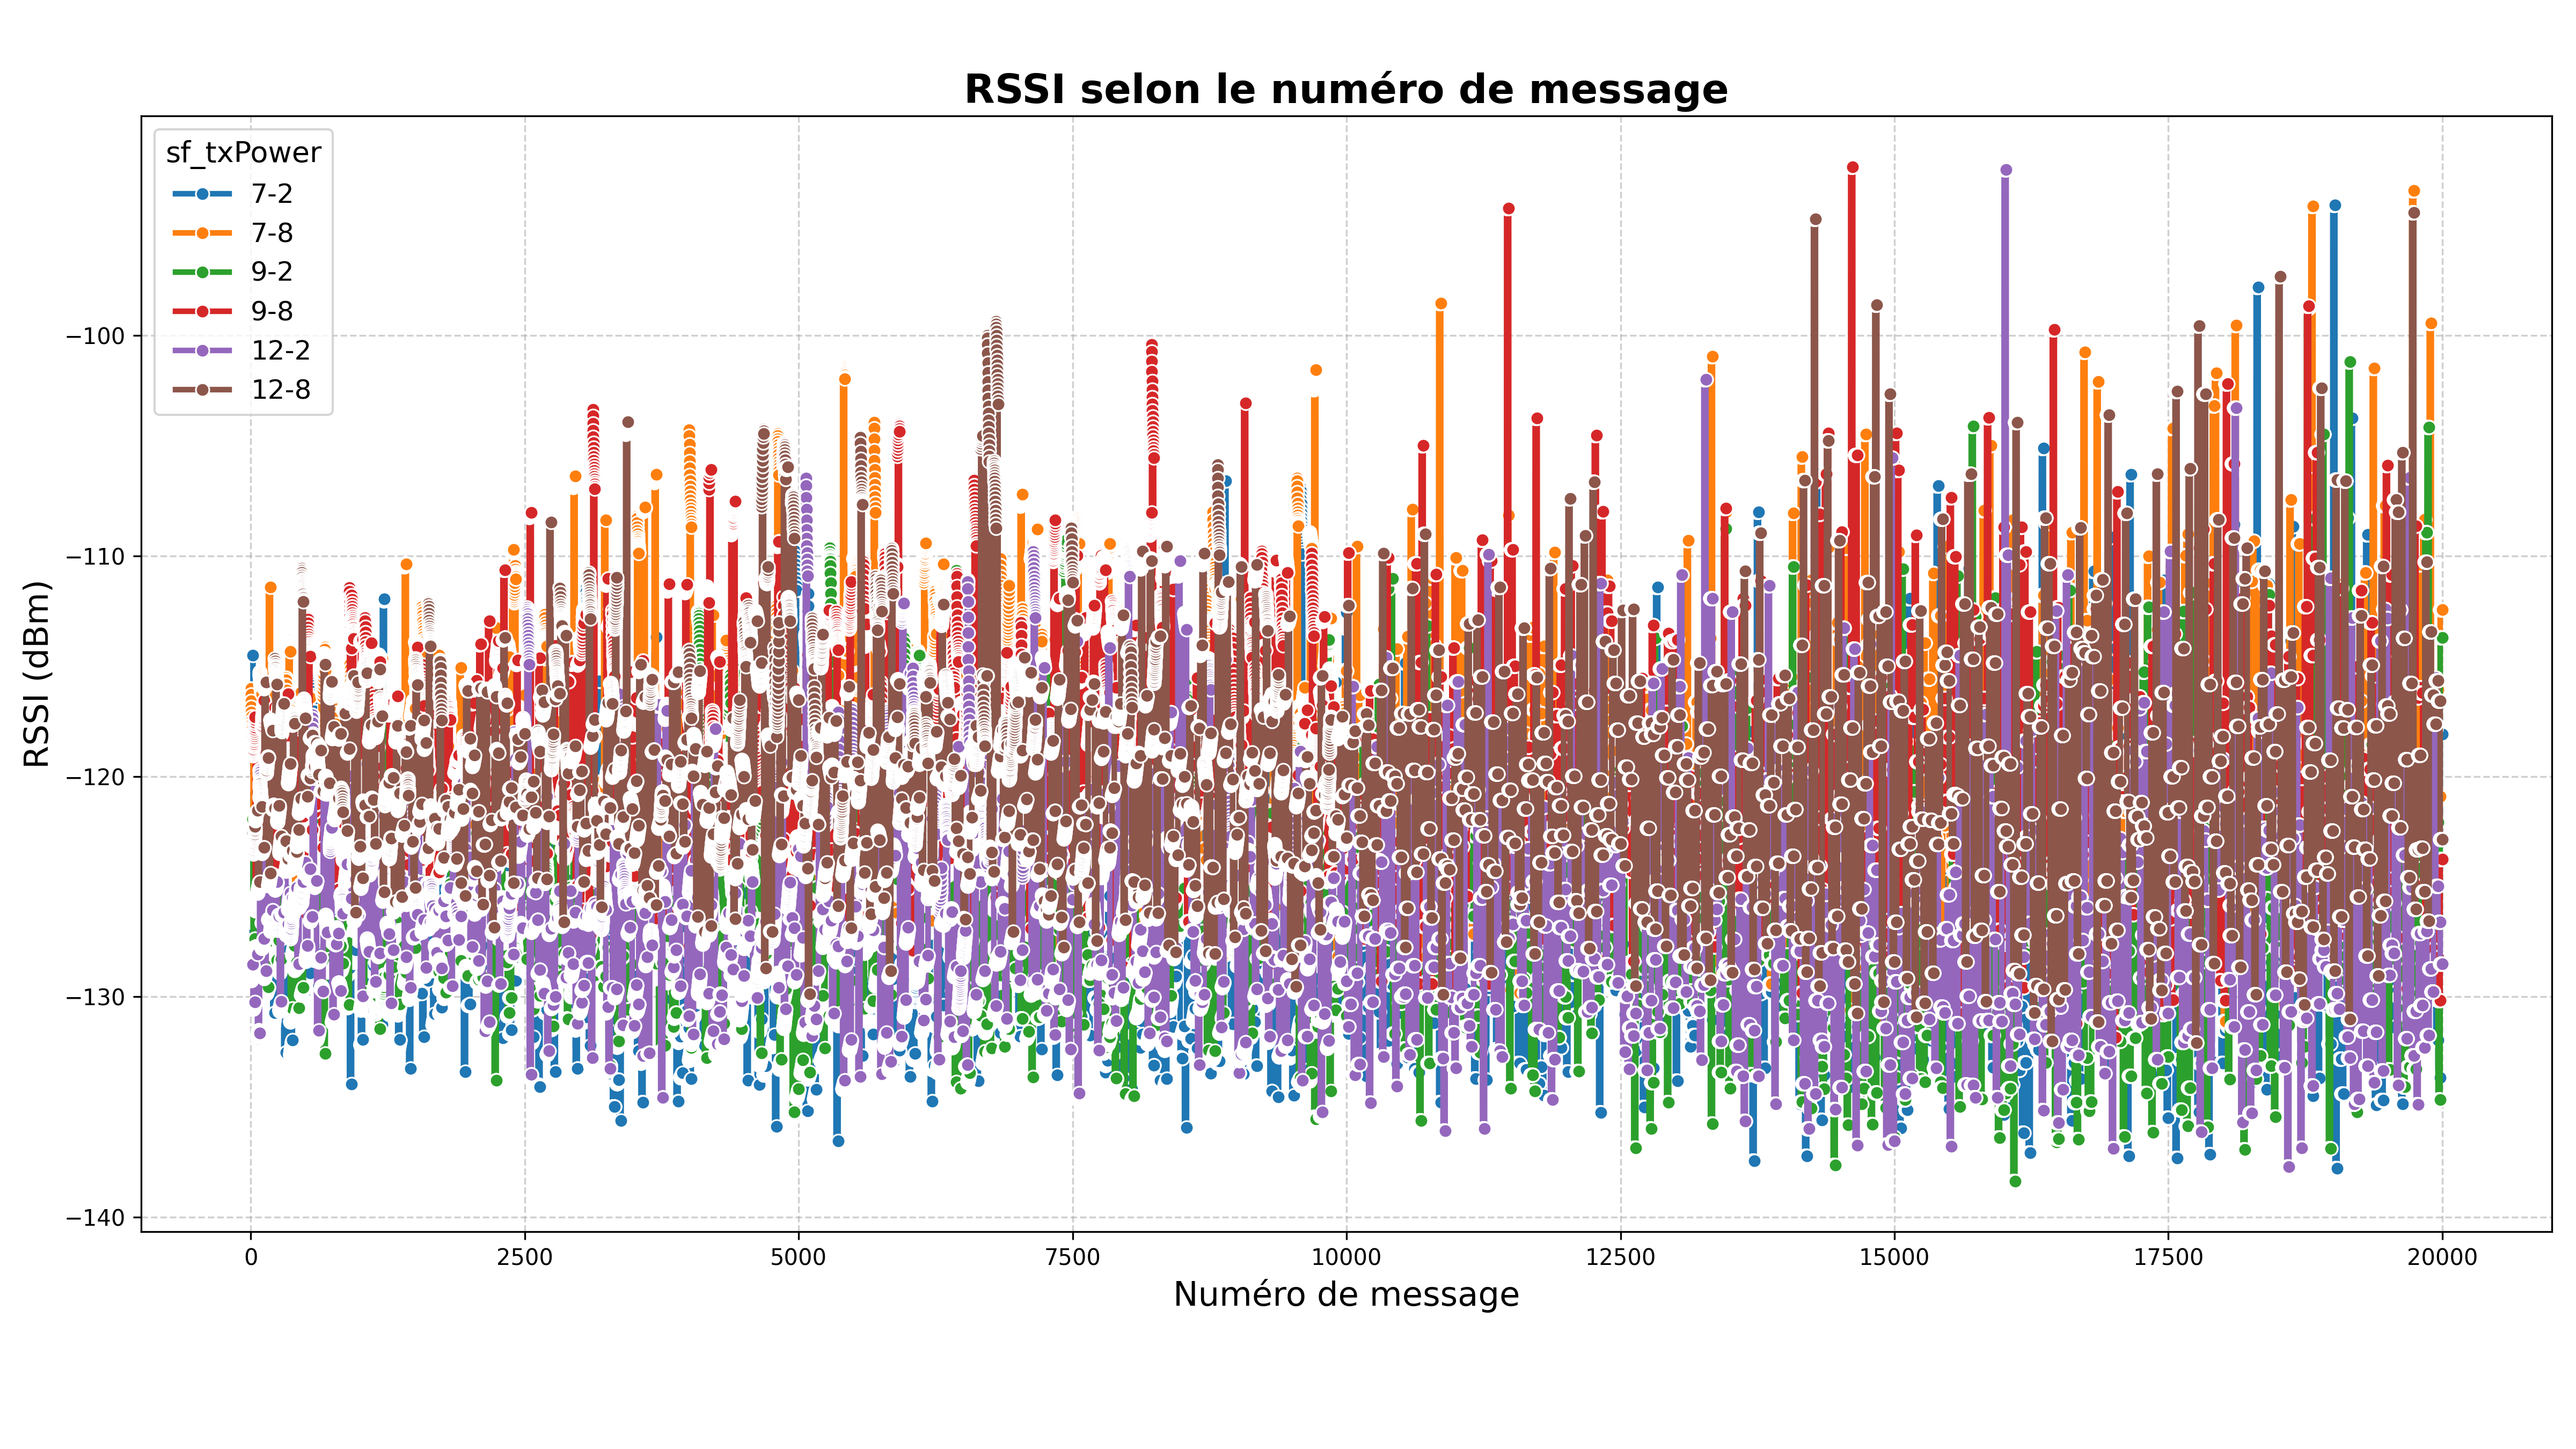 RSSI selon le numéro de message
sf_txPower
7-2
7-8
9-2
9-8
12-2
12-8
RSSI (dBm)
−100
−110
−120
−130
−140
0 2500 5000 7500 10000 12500 15000 17500 20000
Numéro de message